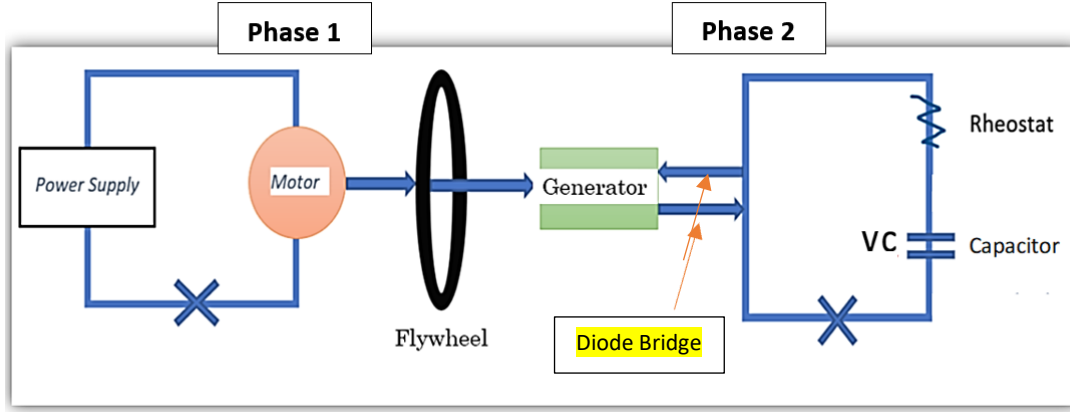 Phase 1
Phase 2
Power Supply
Motor
Flywheel
Generator
Diode Bridge
Rheostat
VC
Capacitor